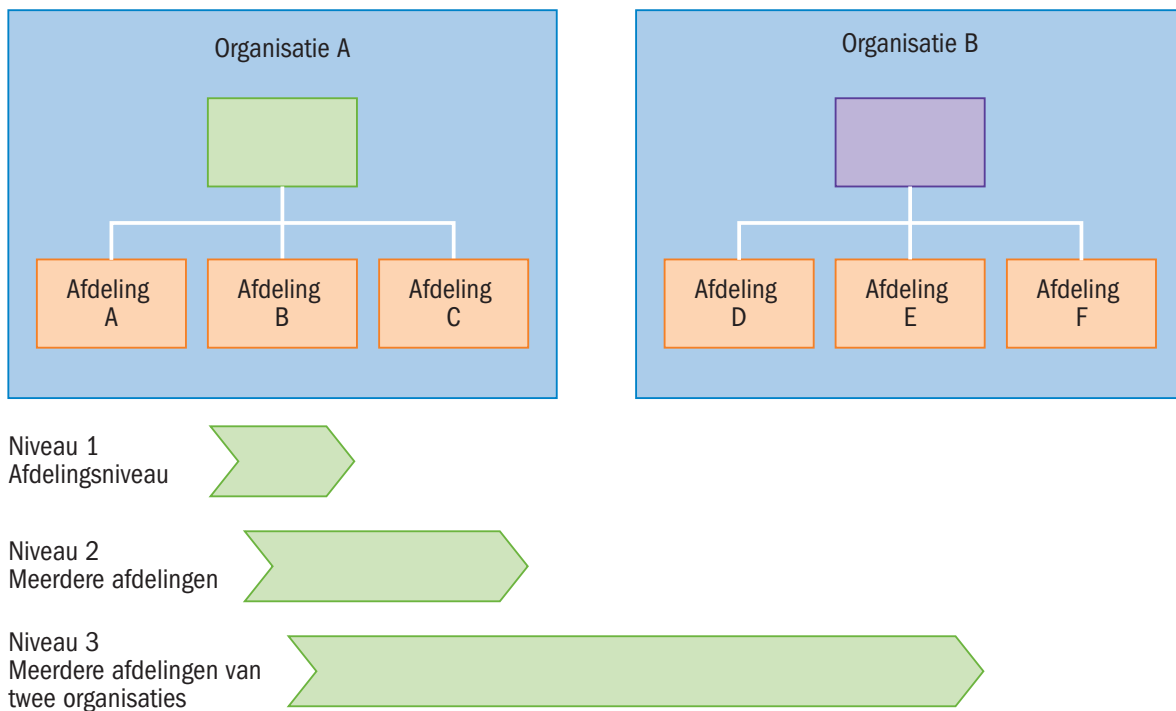 Organisatie A
Organisatie B
Afdeling
A
Afdeling
B
Afdeling
C
Afdeling
D
Afdeling
E
Afdeling
F
Niveau 1
Afdelingsniveau
Niveau 2
Meerdere afdelingen
Niveau 3
Meerdere afdelingen van
twee organisaties